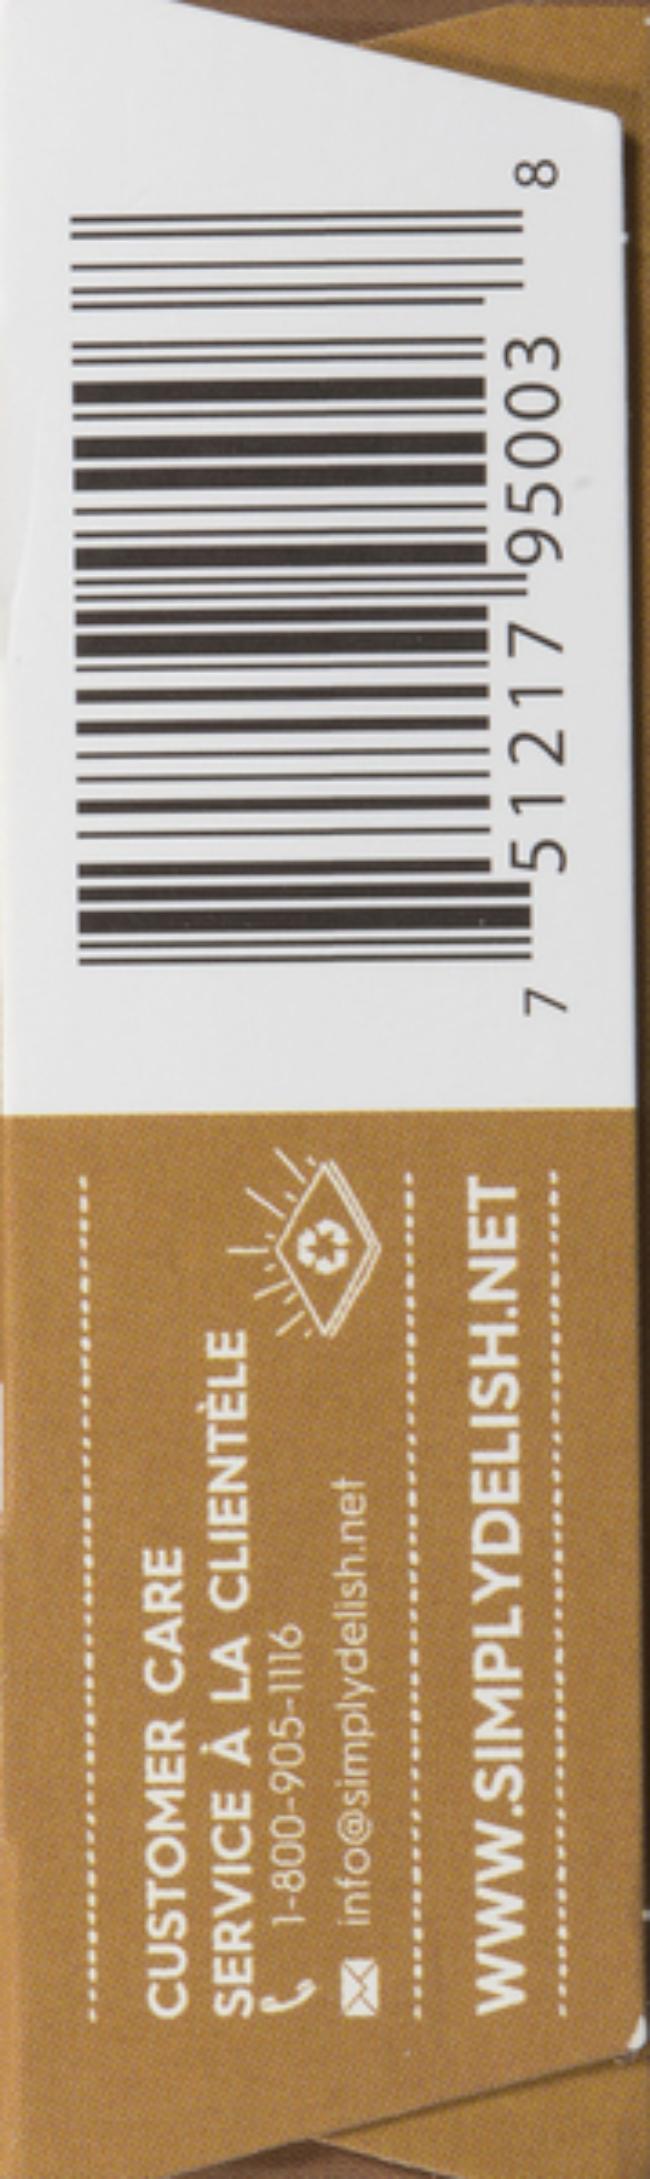 CUSTOMER CARE
SERVICE À LA CLIENTÈLE
1-800-905-1116
info@simplydelish.net
WWW.SIMPLYDELISH.NET
7 51217 95003 8